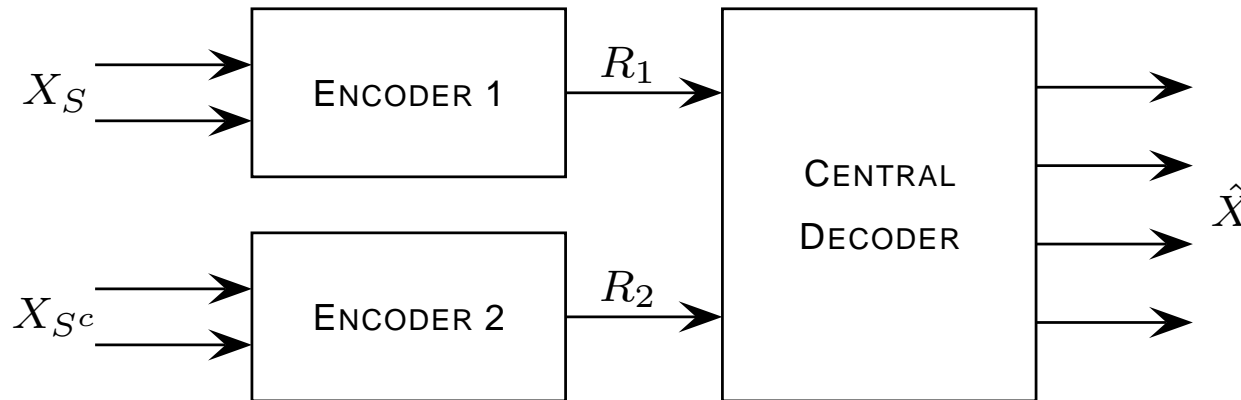 X_S
ENCODER 1
R_1
X_{S^c}
ENCODER 2
R_2
CENTRAL
DECODER
X̂